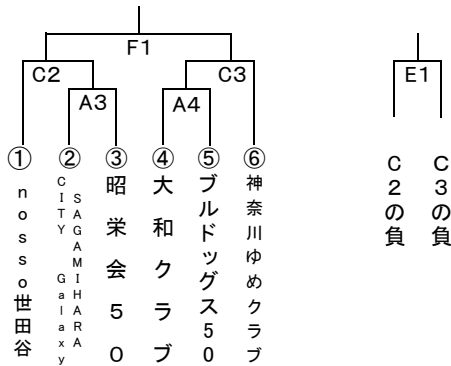 F1
C2
C3
E1
A3
A4
①
②
③
④
⑤
⑥
nosso世田谷
SAGAMIHARA
CITY Galaxy
昭栄会50
大和クラブ
ブルドッグス50
神奈川ゆめクラブ
C2の負
C3の負